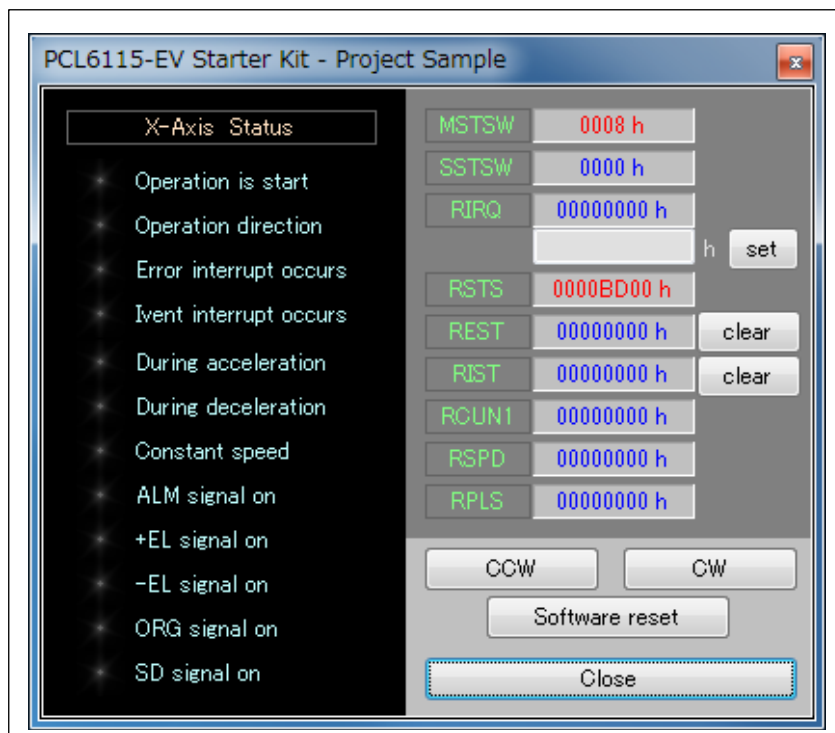 PCL6115-EV Starter Kit - Project Sample
X-Axis Status
Operation is start
Operation direction
Error interrupt occurs
Ivent interrupt occurs
During acceleration
During deceleration
Constant speed
ALM signal on
+EL signal on
-EL signal on
ORG signal on
SD signal on
MSTSW 0008 h
SSTSW 0000 h
RIRQ 00000000 h
h set
RSTS 0000BD00 h
REST 00000000 h clear
RIST 00000000 h clear
RCUN1 00000000 h
RSPD 00000000 h
RPLS 00000000 h
CCW CW
Software reset
Close